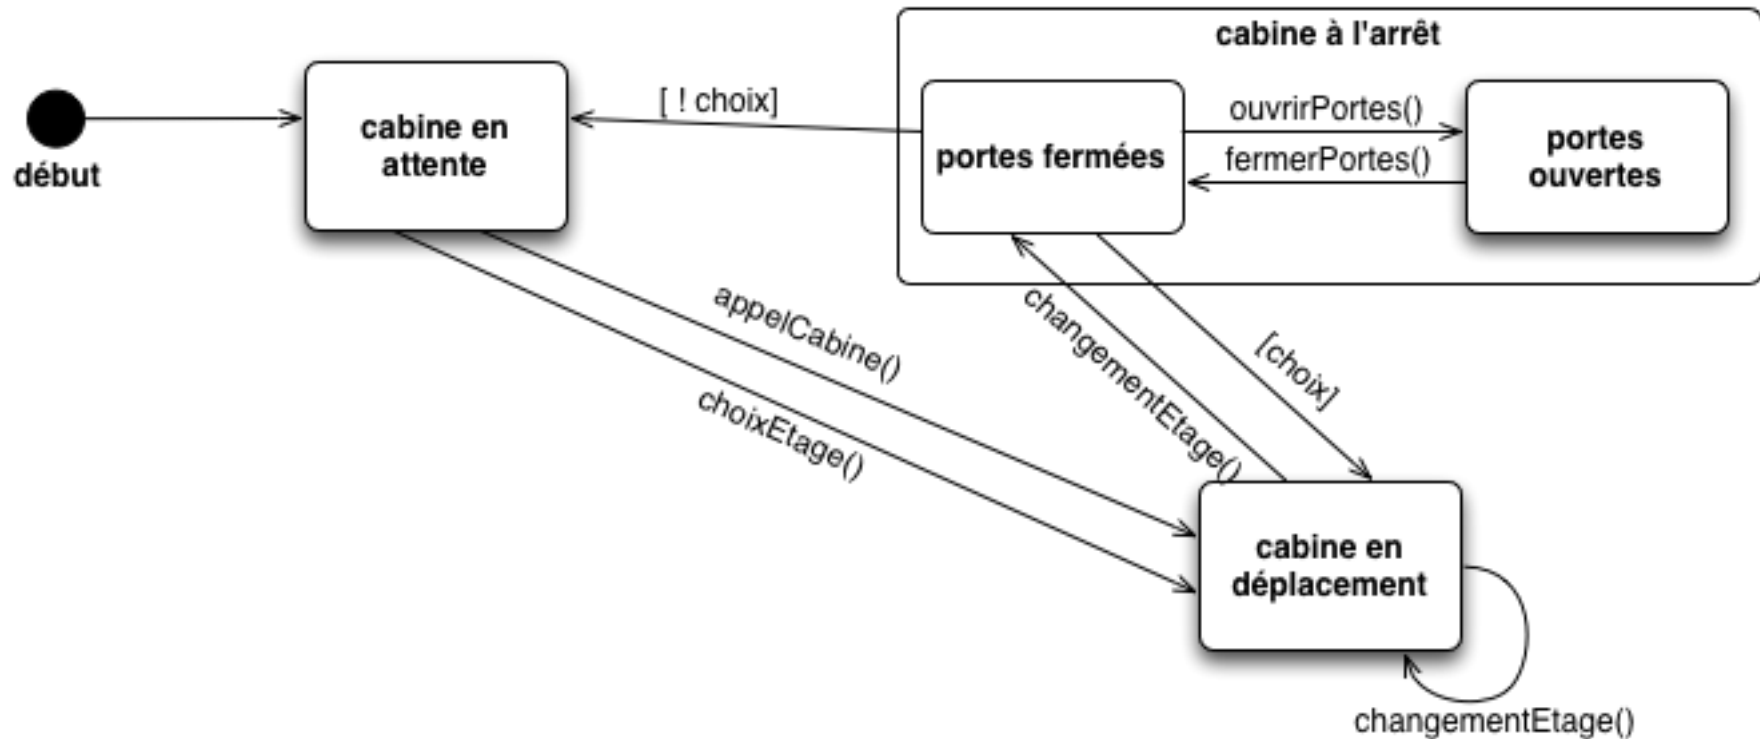 cabine à l'arrêt
début
cabine en
attente
[ ! choix]
portes fermées
ouvrirPortes()
fermerPortes()
portes
ouvertes
appelCabine()
choixEtage()
changementEtage()
[choix]
cabine en
déplacement
changementEtage()